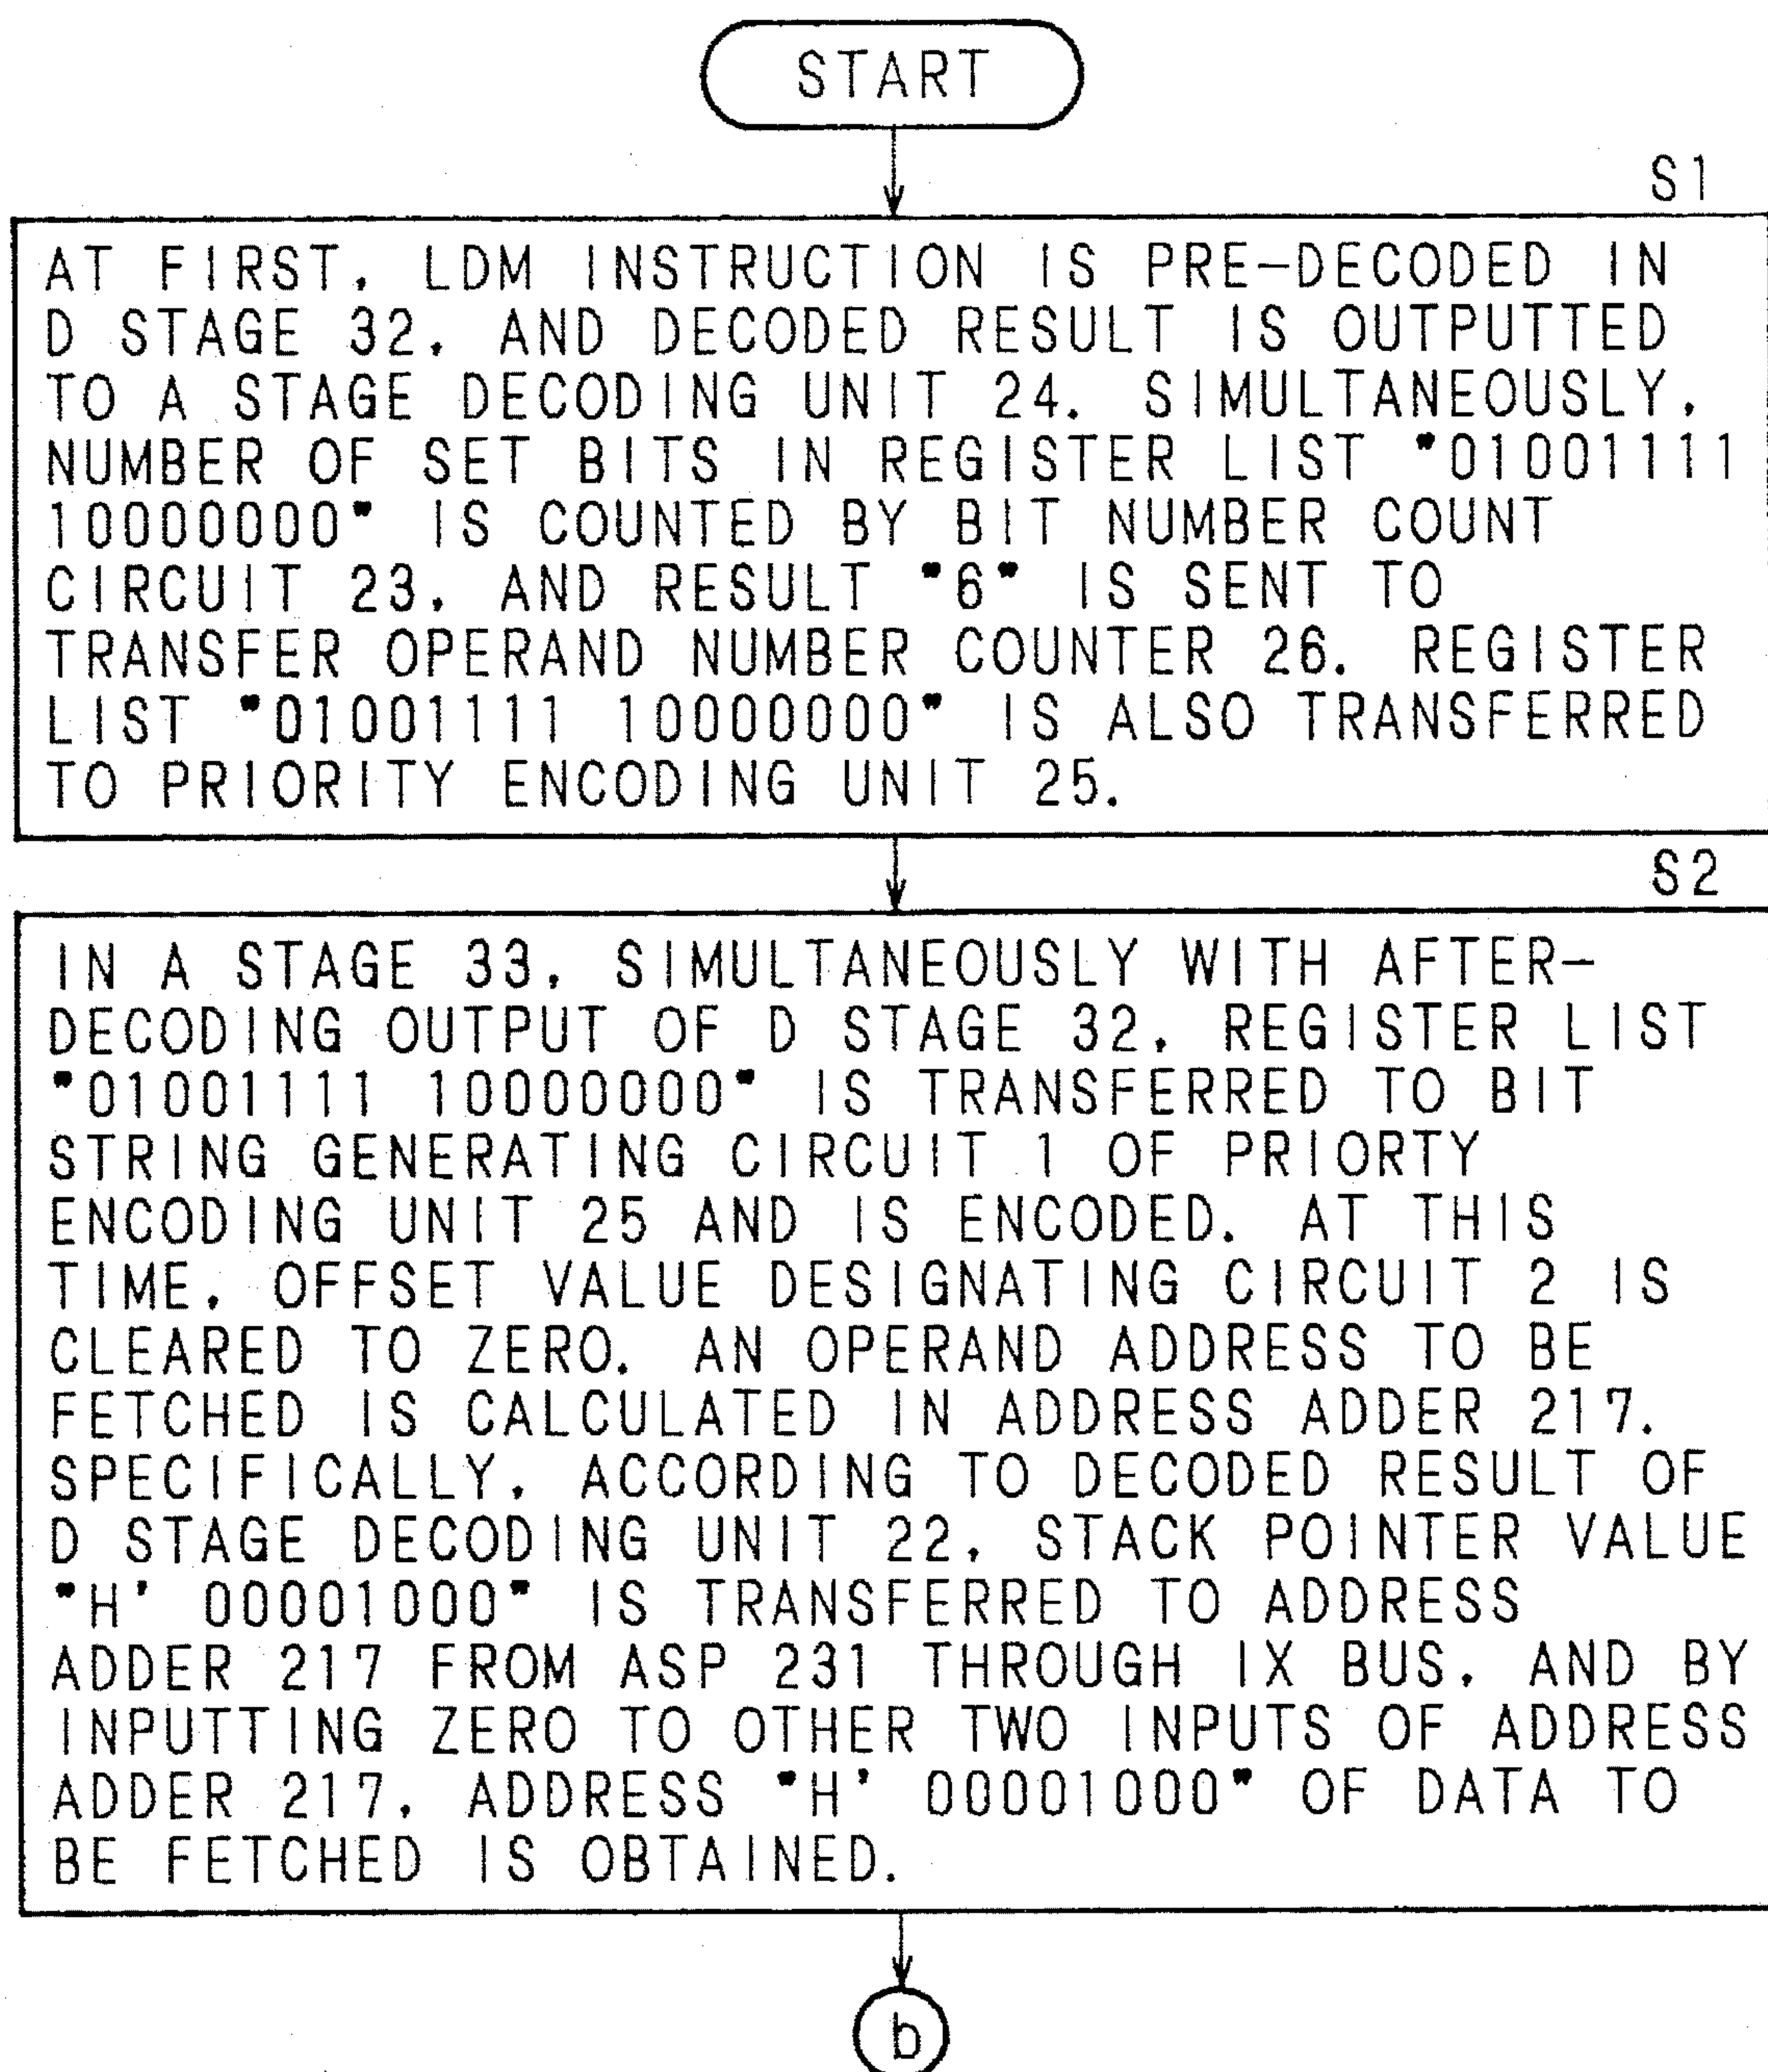 START
S1
AT FIRST, LDM INSTRUCTION IS PRE-DECODED IN
D STAGE 32, AND DECODED RESULT IS OUTPUTTED
TO A STAGE DECODING UNIT 24. SIMULTANEOUSLY,
NUMBER OF SET BITS IN REGISTER LIST "01001111
10000000" IS COUNTED BY BIT NUMBER COUNT
CIRCUIT 23, AND RESULT "6" IS SENT TO
TRANSFER OPERAND NUMBER COUNTER 26. REGISTER
LIST "01001111 10000000" IS ALSO TRANSFERRED
TO PRIORITY ENCODING UNIT 25.
S2
IN A STAGE 33, SIMULTANEOUSLY WITH AFTER-
DECODING OUTPUT OF D STAGE 32, REGISTER LIST
"01001111 10000000" IS TRANSFERRED TO BIT
STRING GENERATING CIRCUIT 1 OF PRIORTY
ENCODING UNIT 25 AND IS ENCODED. AT THIS
TIME, OFFSET VALUE DESIGNATING CIRCUIT 2 IS
CLEARED TO ZERO. AN OPERAND ADDRESS TO BE
FETCHED IS CALCULATED IN ADDRESS ADDER 217.
SPECIFICALLY, ACCORDING TO DECODED RESULT OF
D STAGE DECODING UNIT 22, STACK POINTER VALUE
"H' 00001000" IS TRANSFERRED TO ADDRESS
ADDER 217 FROM ASP 231 THROUGH IX BUS, AND BY
INPUTTING ZERO TO OTHER TWO INPUTS OF ADDRESS
ADDER 217, ADDRESS "H' 00001000" OF DATA TO
BE FETCHED IS OBTAINED.
b